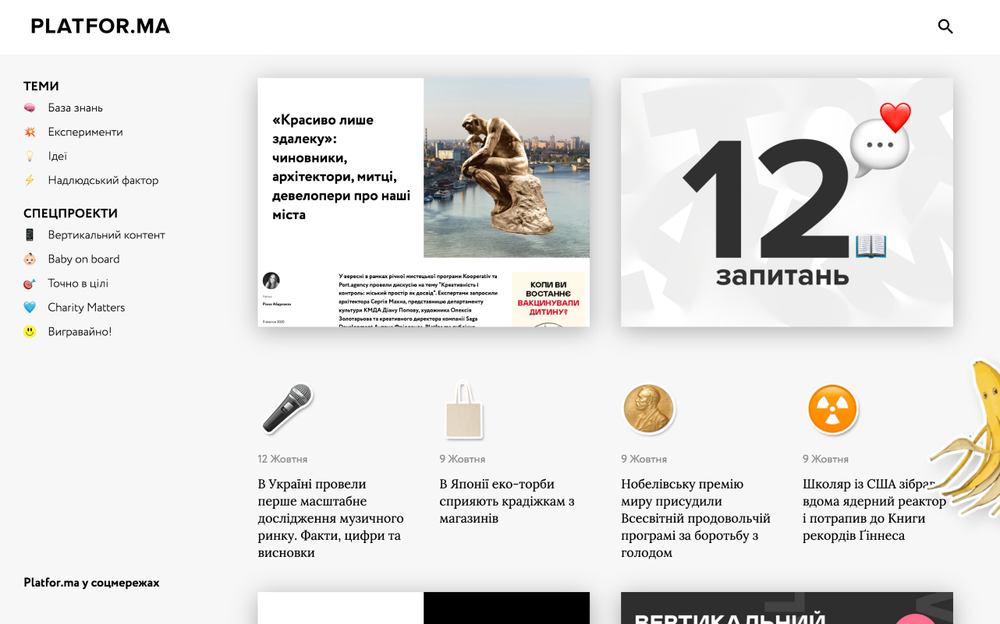 PLATFOR.MA
ТЕМИ
База знань
Експерименти
Ідеї
Надлюдський фактор
СПЕЦПРОЕКТИ
Вертикальний контент
Baby on board
Точно в цілі
Charity Matters
Вигравайно!
Platfor.ma у соцмережах
«Красиво лише
здалеку»:
чиновники,
архітектори, митці,
девелопери про наші
міста
Автор:
Ріана Абдулаєва
9 жовтня 2020
У вересні в рамках річної мистецької програми Kooperativ та
Port.agency провели дискусію на тему "Креативність і
контроль: міський простір як досвід". Експертами запросили
архітектора Сергія Махна, представницю департаменту
культури КМДА Діану Попову, художника Олексія
Золотарьова та креативного директора компанії Saga
КОЛИ ВИ
ВОСТАННЄ
ВАКЦИНУВАЛИ
ДИТИНУ?
12
запитань
12 Жовтня
В Україні провели
перше масштабне
дослідження музичного
ринку. Факти, цифри та
висновки
9 Жовтня
В Японії еко-торби
сприяють крадіжкам з
магазинів
9 Жовтня
Нобелівську премію
миру присудили
Всесвітній продовольчій
програмі за боротьбу з
голодом
9 Жовтня
Школяр із США зібрав
вдома ядерний реактор
і потрапив до Книги
рекордів Ґіннеса
ВЕРТИКАЛЬНИЙ